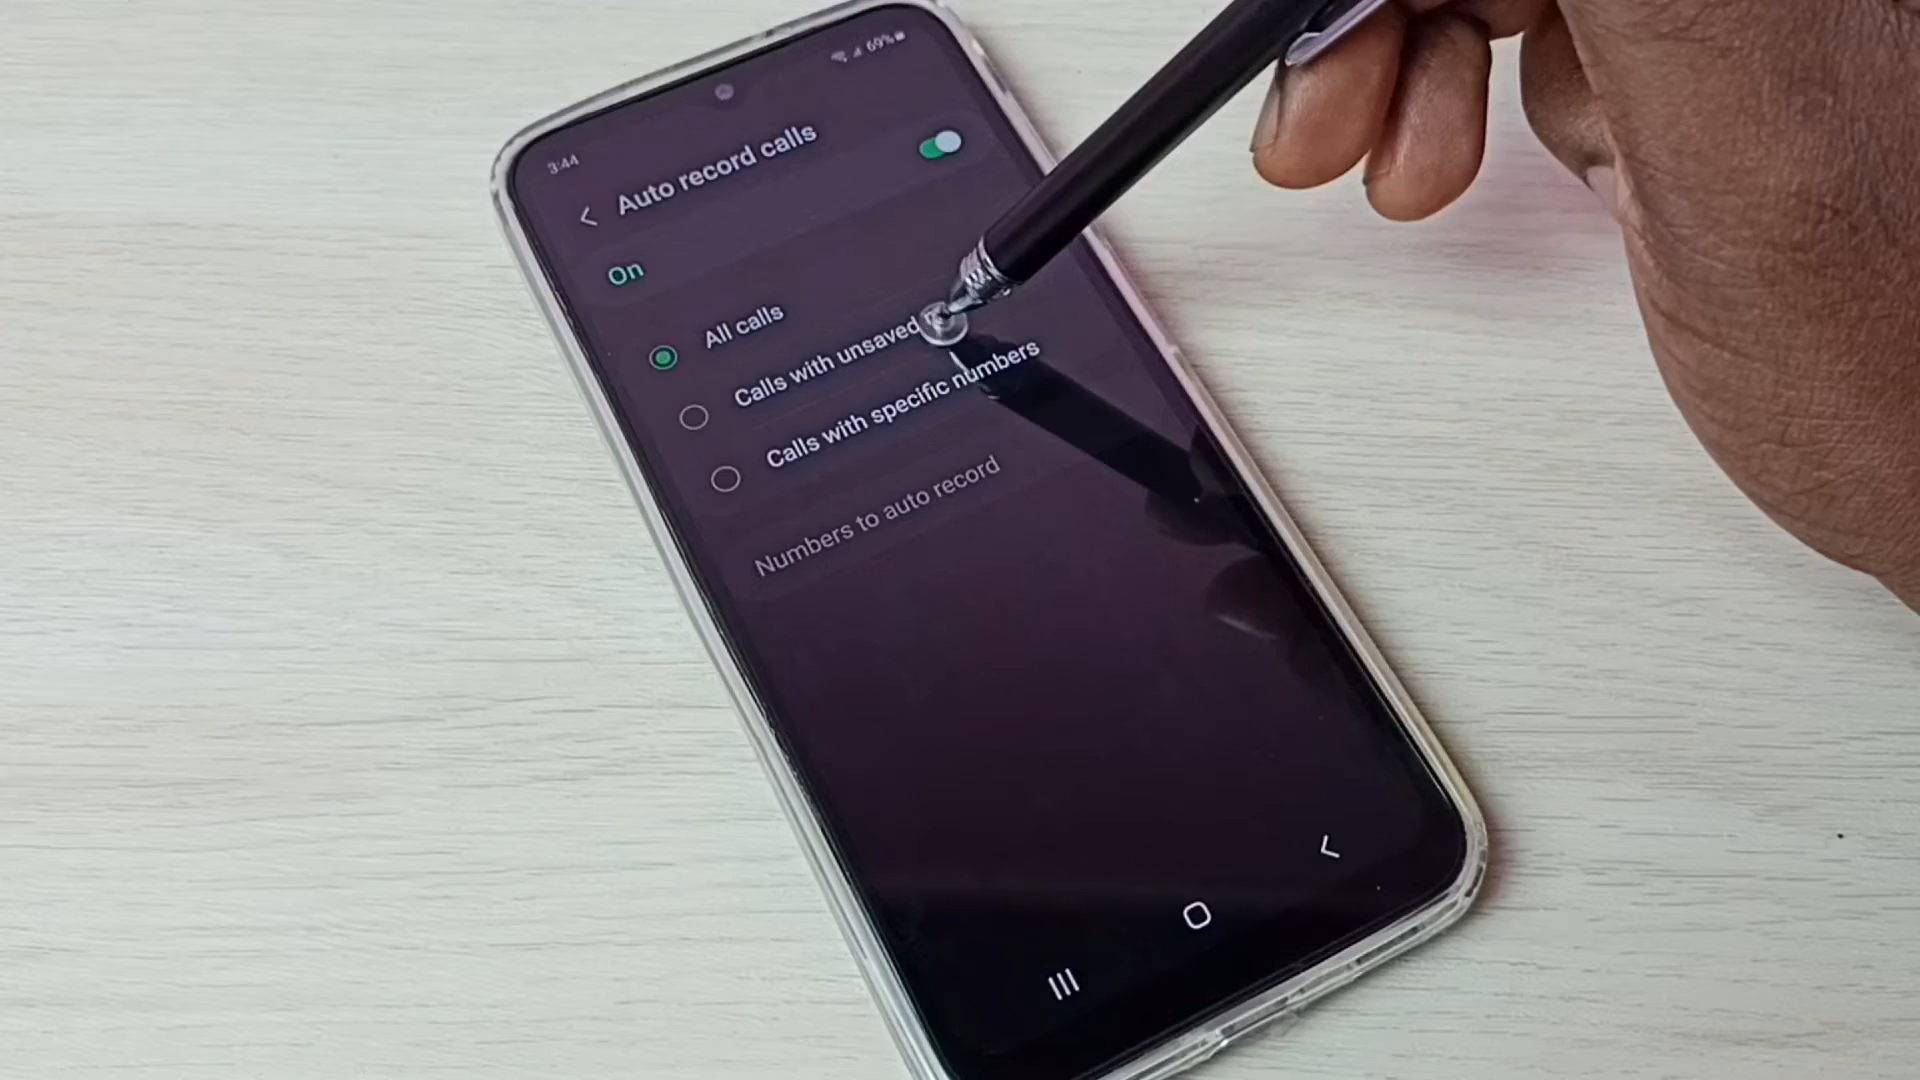 3:44
69%
Auto record calls
On
All calls
Calls with unsaved
Calls with specific numbers
Numbers to auto record